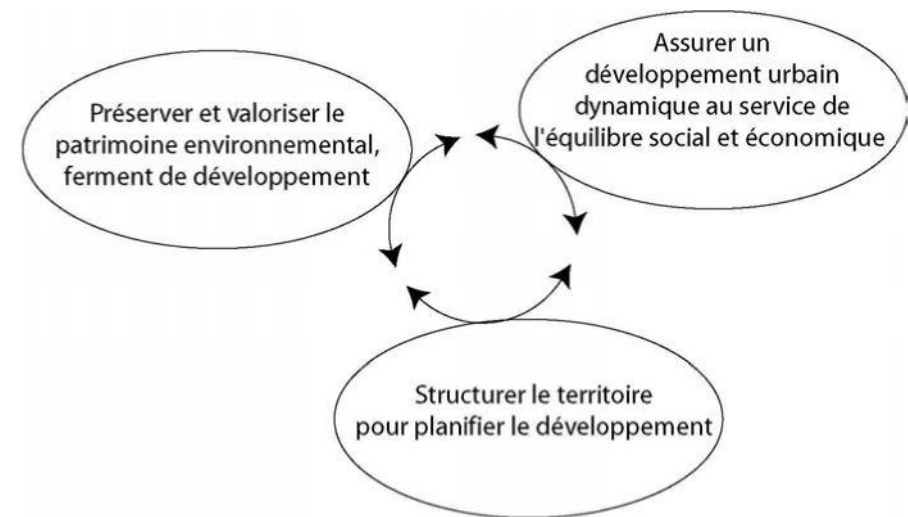 Préserver et valoriser le
patrimoine environnemental,
ferment de développement
Assurer un
développement urbain
dynamique au service de
l'équilibre social et économique
Structurer le territoire
pour planifier le développement